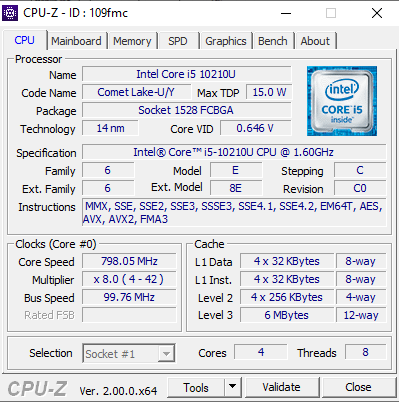 CPU-Z - ID : 109fmc
CPU Mainboard Memory SPD Graphics Bench About
Processor
Name Intel Core i5 10210U
Code Name Comet Lake-U/Y Max TDP 15.0 W
Package Socket 1528 FCBGA
Technology 14 nm Core VID 0.646 V
intel
CORE i5
inside™
Specification Intel® Core™ i5-10210U CPU @ 1.60GHz
Family 6 Model E Stepping C
Ext. Family 6 Ext. Model 8E Revision C0
Instructions MMX, SSE, SSE2, SSE3, SSSE3, SSE4.1, SSE4.2, EM64T, AES,
AVX, AVX2, FMA3
Clocks (Core #0)
Core Speed 798.05 MHz
Multiplier x 8.0 ( 4 - 42 )
Bus Speed 99.76 MHz
Rated FSB
Cache
L1 Data 4 x 32 KBytes 8-way
L1 Inst. 4 x 32 KBytes 8-way
Level 2 4 x 256 KBytes 4-way
Level 3 6 MBytes 12-way
Selection Socket #1 Cores 4 Threads 8
CPU-Z Ver. 2.00.0.x64 Tools Validate Close